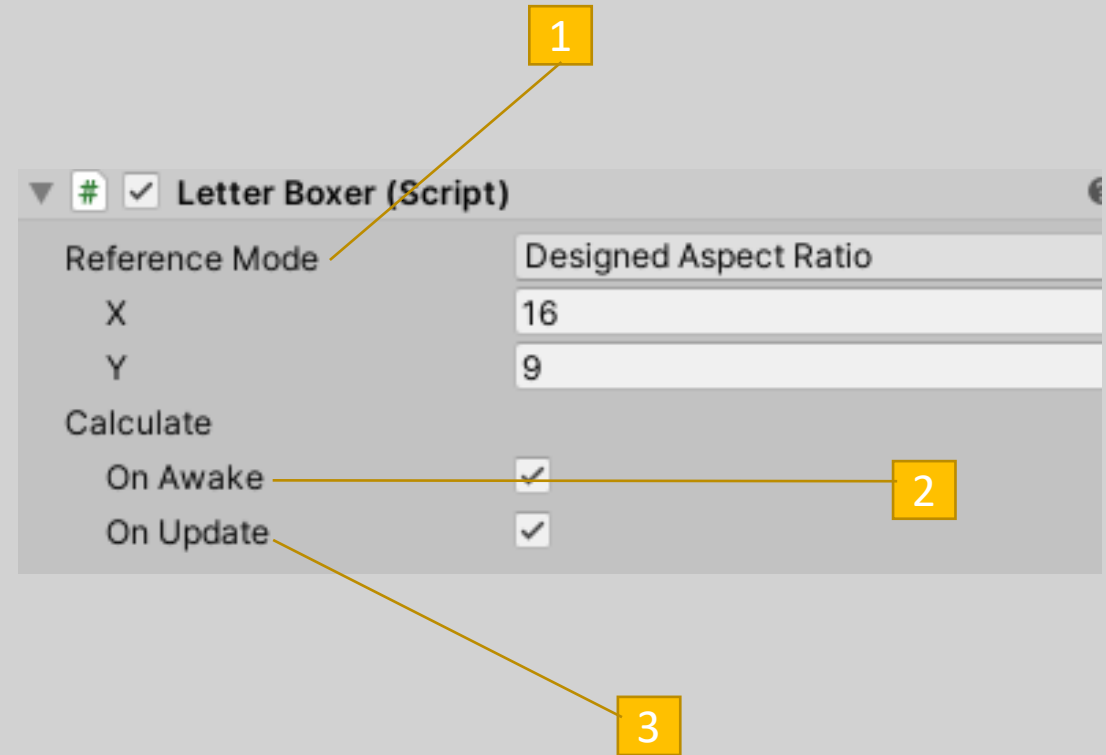 1
# Letter Boxer (Script)
Reference Mode Designed Aspect Ratio
X 16
Y 9
Calculate
On Awake
2
On Update
3